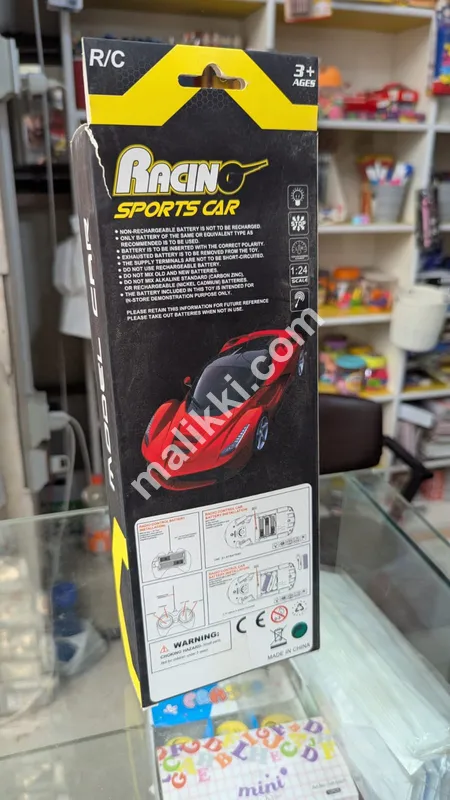 R/C
3+
AGES
RACING
SPORTS CAR
• NON-RECHARGEABLE BATTERY IS NOT TO BE RECHARGED.
• ONLY BATTERY OF THE SAME OR EQUIVALENT TYPE AS
RECOMMENDED IS TO BE USED.
• BATTERY IS TO BE INSERTED WITH THE CORRECT POLARITY.
• EXHAUSTED BATTERY IS TO BE REMOVED FROM THE TOY.
• THE SUPPLY TERMINALS ARE NOT TO BE SHORT-CIRCUITED.
• DO NOT USE RECHARGEABLE BATTERY.
• DO NOT MIX OLD AND NEW BATTERIES.
• DO NOT MIX ALKALINE STANDARD (CARBON ZINC),
OR RECHARGEABLE (NICKEL CADMIUM) BATTERIES.
• THE BATTERY INCLUDED IN THIS TOY IS INTENDED FOR
IN-STORE DEMONSTRATION PURPOSE ONLY.
PLEASE RETAIN THIS INFORMATION FOR FUTURE REFERENCE
PLEASE TAKE OUT BATTERIES WHEN NOT IN USE.
1:24
SCALE
MODEL CAR
malikki.com
WARNING:
CHOKING HAZARD
CE
MADE IN CHINA
mini